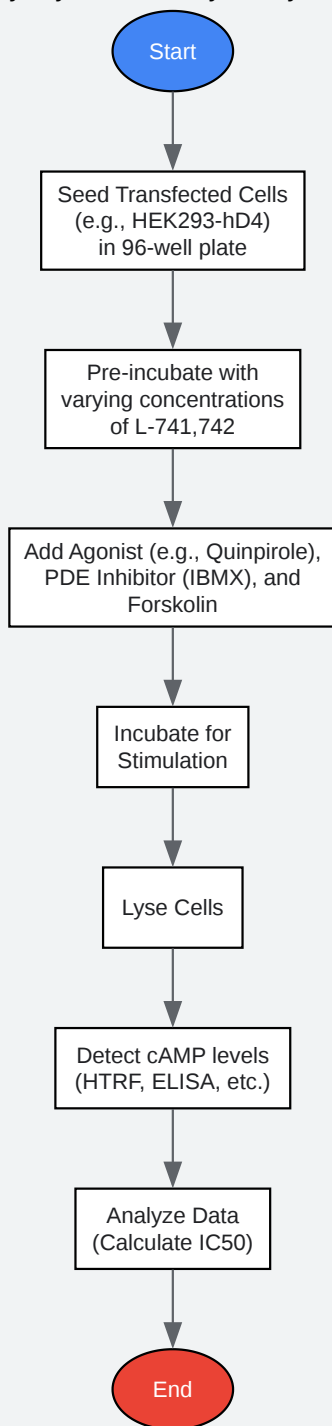 Start
Seed Transfected Cells
(e.g., HEK293-hD4)
in 96-well plate
Pre-incubate with
varying concentrations
of L-741,742
Add Agonist (e.g., Quinpirole),
PDE Inhibitor (IBMX), and
Forskolin
Incubate for
Stimulation
Lyse Cells
Detect cAMP levels
(HTRF, ELISA, etc.)
Analyze Data
(Calculate IC50)
End